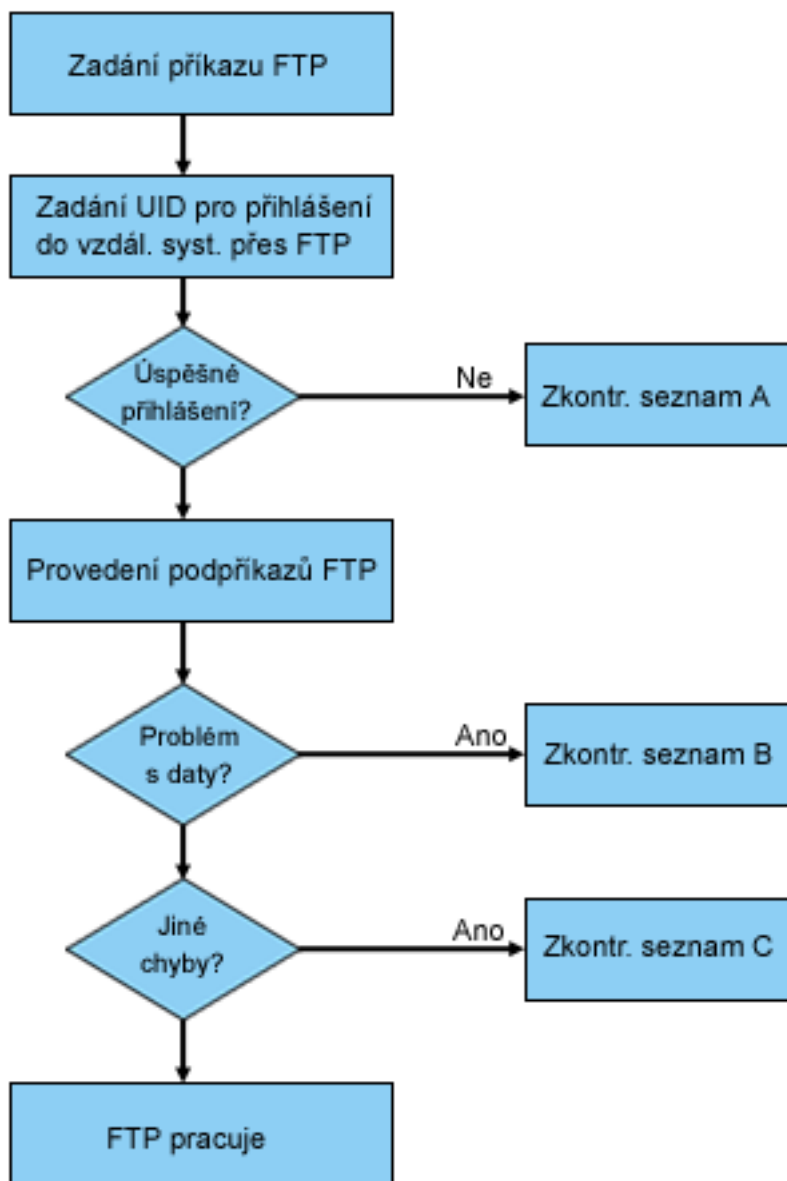 Zadání příkazu FTP
Zadání UID pro přihlášení
do vzdál. syst. přes FTP
Úspěšné
přihlášení?
Ne
Zkontr. seznam A
Provedení podpříkazů FTP
Problém
s daty?
Ano
Zkontr. seznam B
Jiné
chyby?
Ano
Zkontr. seznam C
FTP pracuje